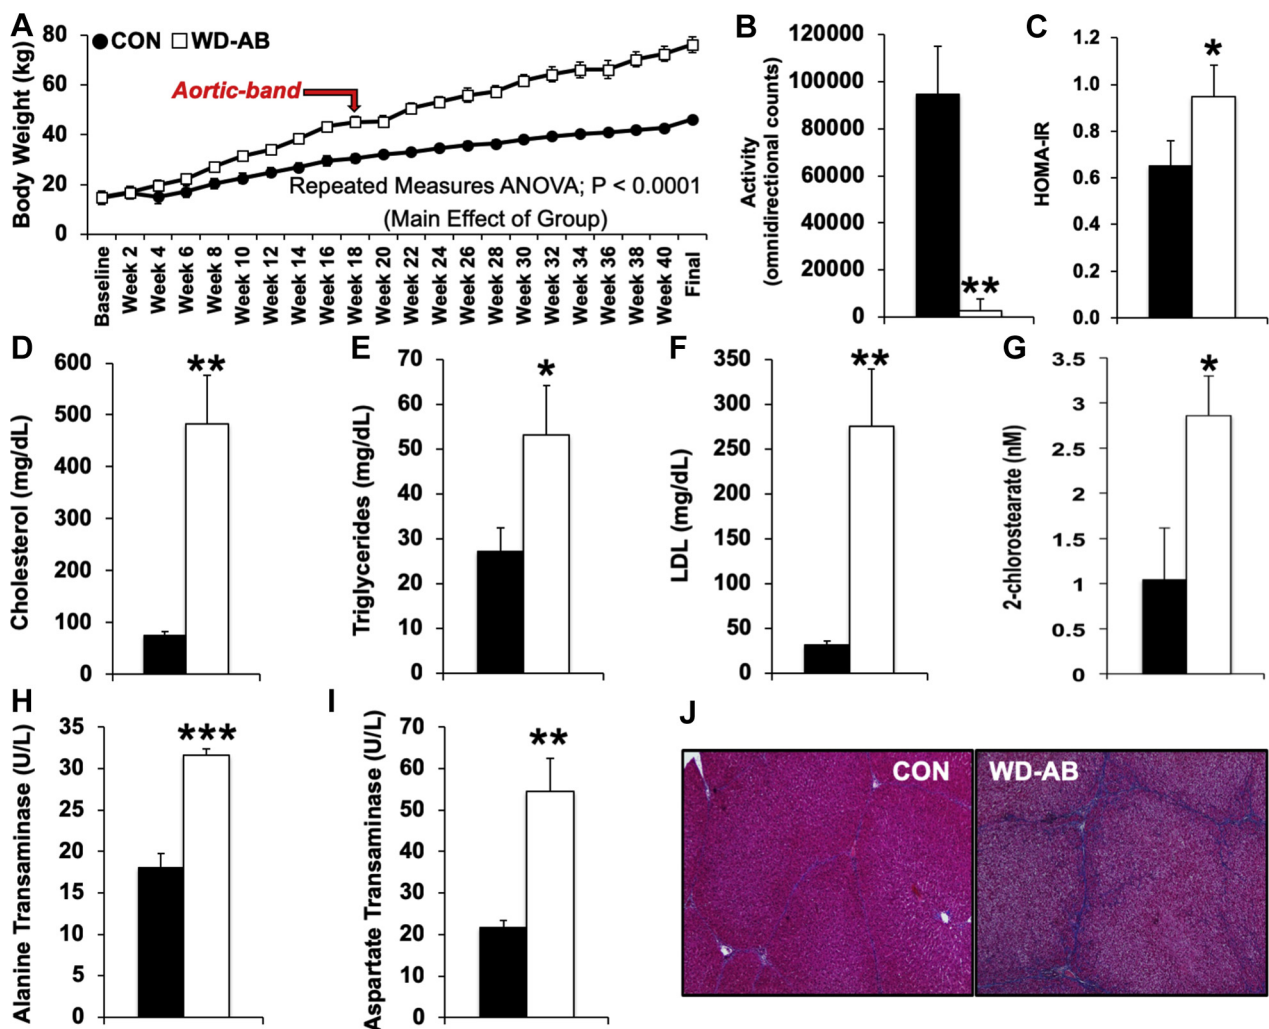 A
Body Weight (kg)
80
60
40
20
0
CON
WD-AB
Aortic-band
Repeated Measures ANOVA; P < 0.0001
(Main Effect of Group)
Baseline
Week 2
Week 4
Week 6
Week 8
Week 10
Week 12
Week 14
Week 16
Week 18
Week 20
Week 22
Week 24
Week 26
Week 28
Week 30
Week 32
Week 34
Week 36
Week 38
Week 40
Final
B
Activity
(omnidirectional counts)
120000
100000
80000
60000
40000
20000
0
**
C
HOMA-IR
1.2
1.0
0.8
0.6
0.4
0.2
0.0
*
D
Cholesterol (mg/dL)
600
500
400
300
200
100
0
**
E
Triglycerides (mg/dL)
70
60
50
40
30
20
10
0
*
F
LDL (mg/dL)
350
300
250
200
150
100
50
0
**
G
2-chlorostearate (nM)
3.5
3
2.5
2
1.5
1
0.5
0
*
H
Alanine Transaminase (U/L)
35
30
25
20
15
10
5
0
***
I
Aspartate Transaminase (U/L)
70
60
50
40
30
20
10
0
**
J
CON
WD-AB